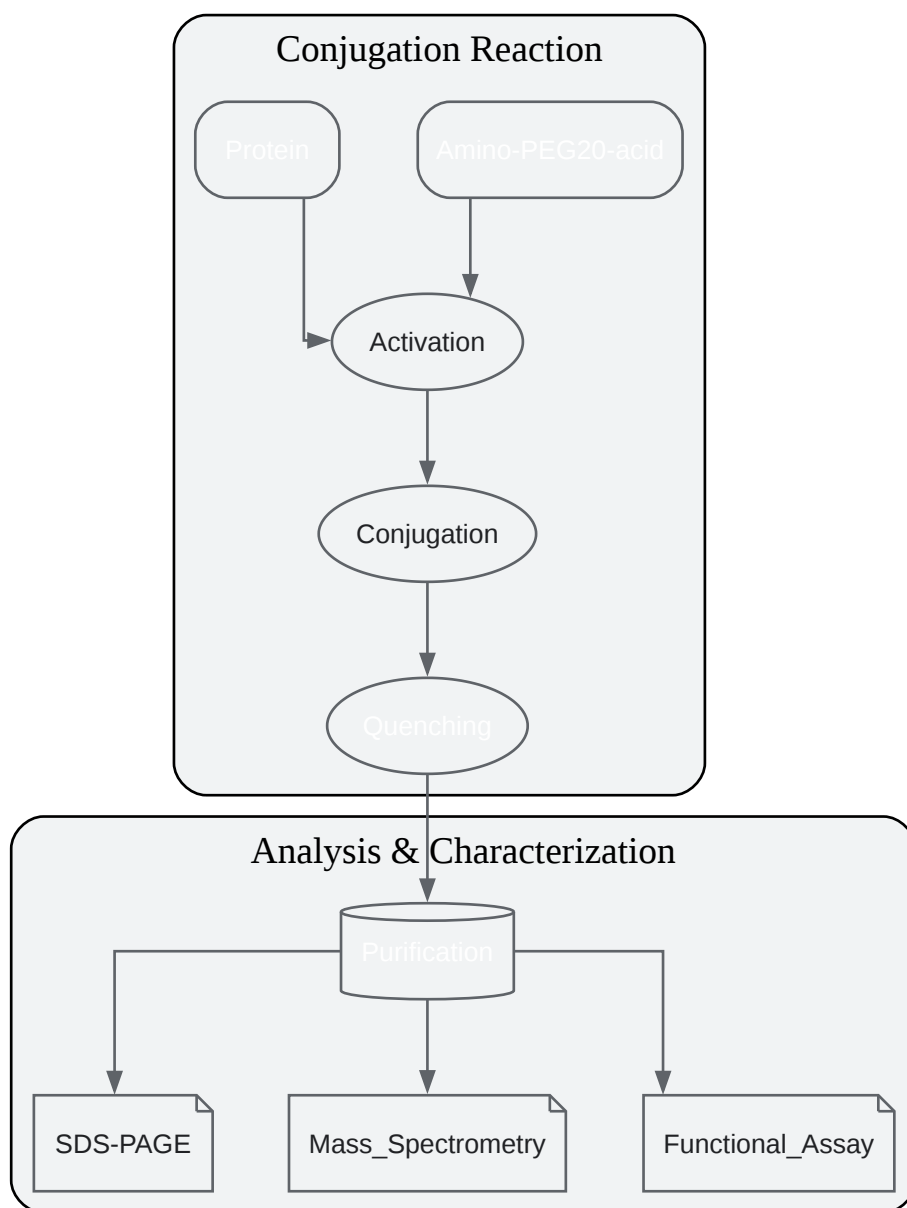 Conjugation Reaction
Protein
Amino-PEG20-acid
Activation
Conjugation
Quenching
Analysis & Characterization
Purification
SDS-PAGE
Mass_Spectrometry
Functional_Assay